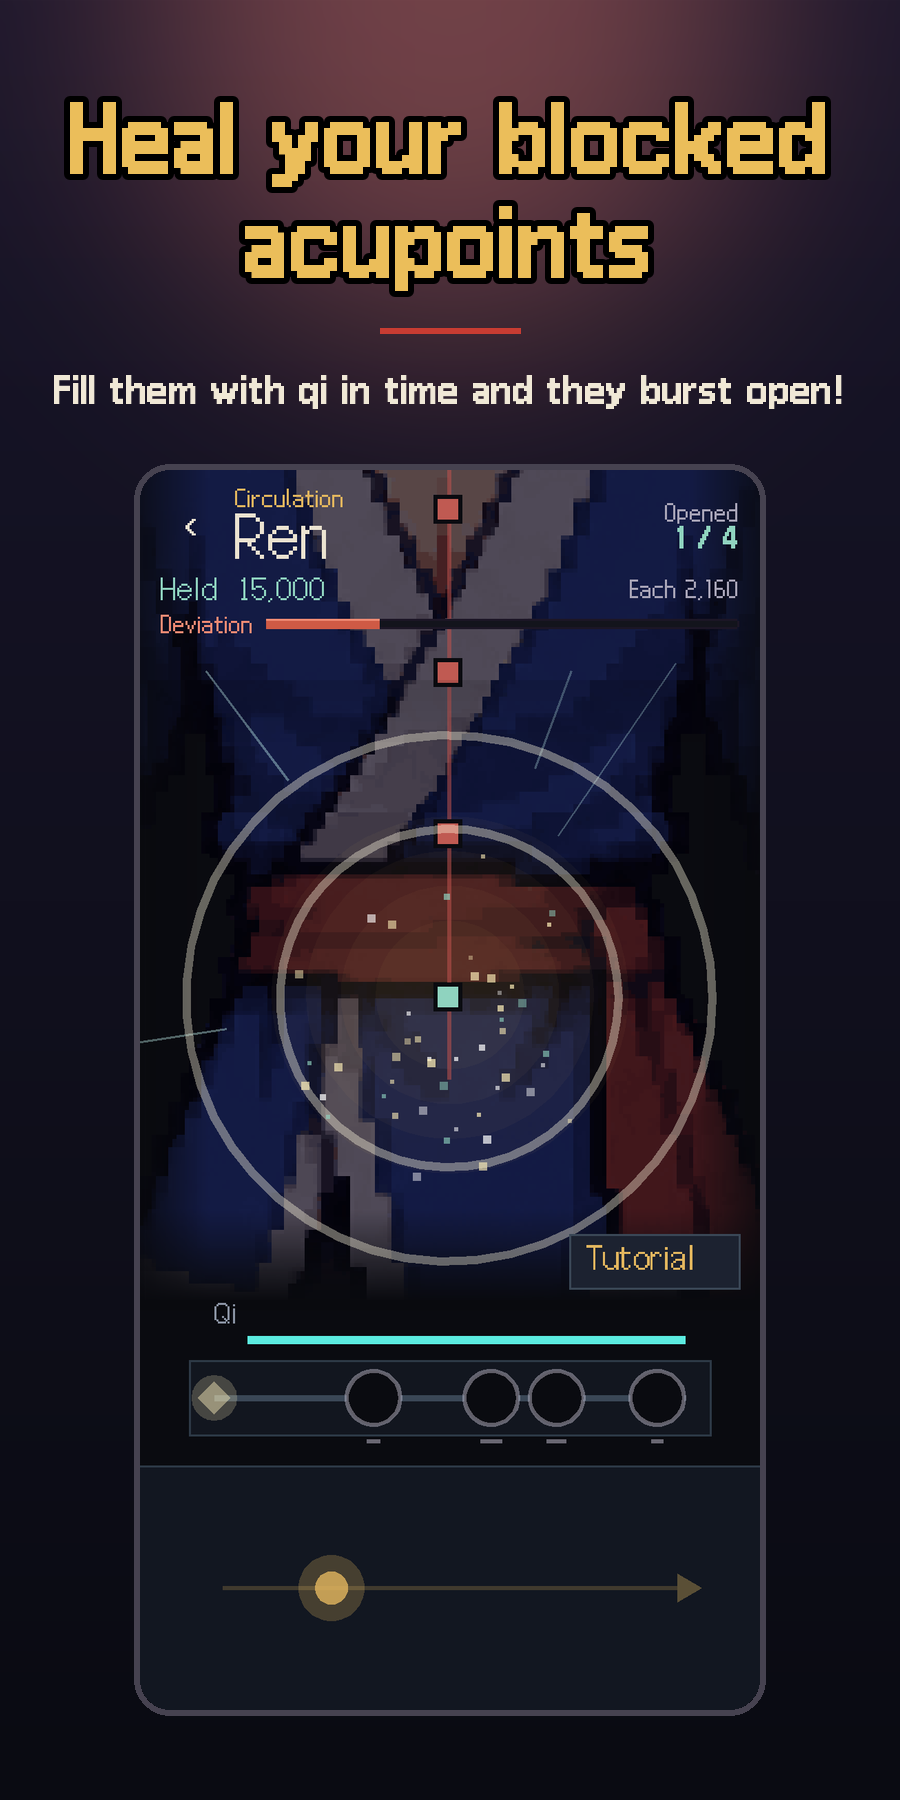 Heal your blocked
acupoints
Fill them with qi in time and they burst open!
Circulation
Ren
Opened
1 / 4
Held 15,000
Each 2,160
Deviation
Tutorial
Qi